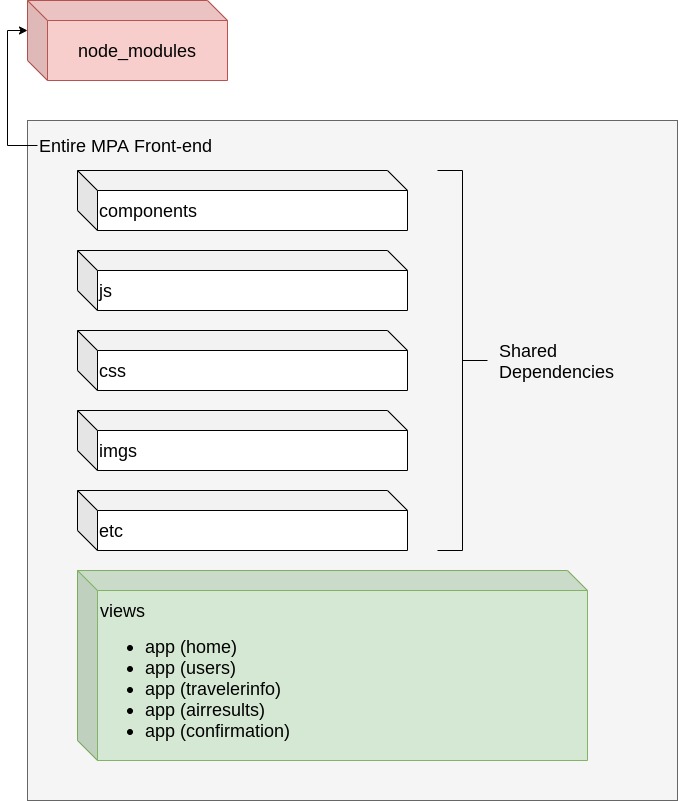 node_modules
Entire MPA Front-end
components
js
css
imgs
etc
Shared
Dependencies
views
• app (home)
• app (users)
• app (travelerinfo)
• app (airresults)
• app (confirmation)